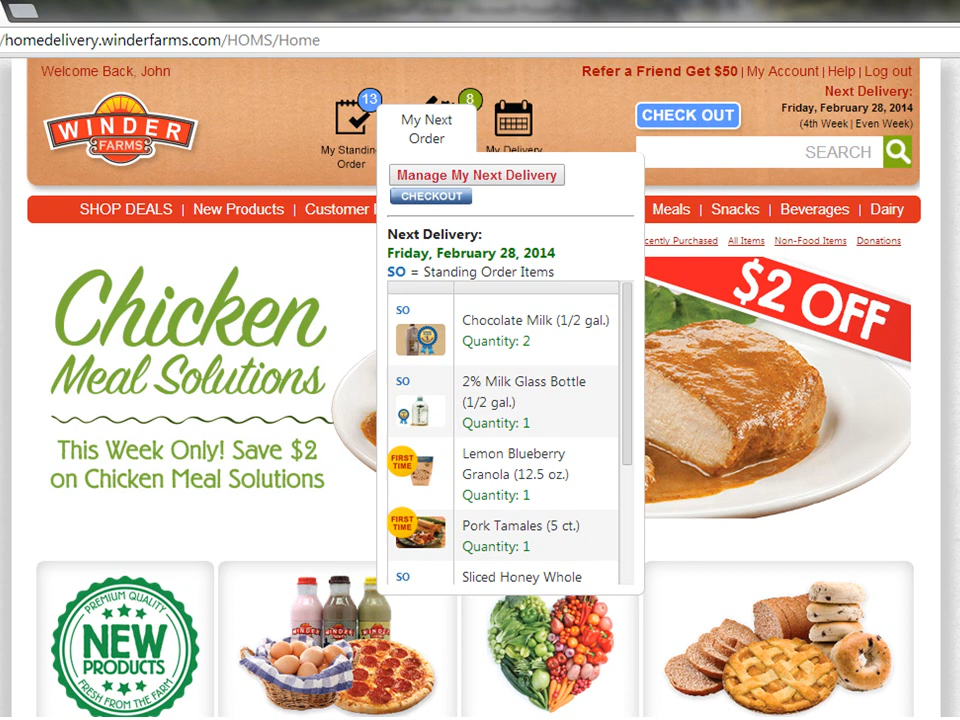 /homedelivery.winderfarms.com/HOMS/Home
Welcome Back, John
Refer a Friend Get $50 | My Account | Help | Log out
Next Delivery:
Friday, February 28, 2014
(4th Week | Even Week)
WINDER
FARMS
13
8
My Standing
Order
My Next
Order
My Delivery
CHECK OUT
SEARCH
SHOP DEALS | New Products | Customer
Meals | Snacks | Beverages | Dairy
Purchased All Items Non-Food Items Donations
Manage My Next Delivery
CHECKOUT
Next Delivery:
Friday, February 28, 2014
SO = Standing Order Items
SO
Chocolate Milk (1/2 gal.)
Quantity: 2
SO
2% Milk Glass Bottle
(1/2 gal.)
Quantity: 1
FIRST
TIME
Lemon Blueberry
Granola (12.5 oz.)
Quantity: 1
FIRST
TIME
Pork Tamales (5 ct.)
Quantity: 1
SO
Sliced Honey Whole
Chicken
Meal Solutions
This Week Only! Save $2
on Chicken Meal Solutions
$2 OFF
PREMIUM QUALITY
NEW
PRODUCTS
FRESH FROM THE FARM
WINDER
WINDER
WINDER